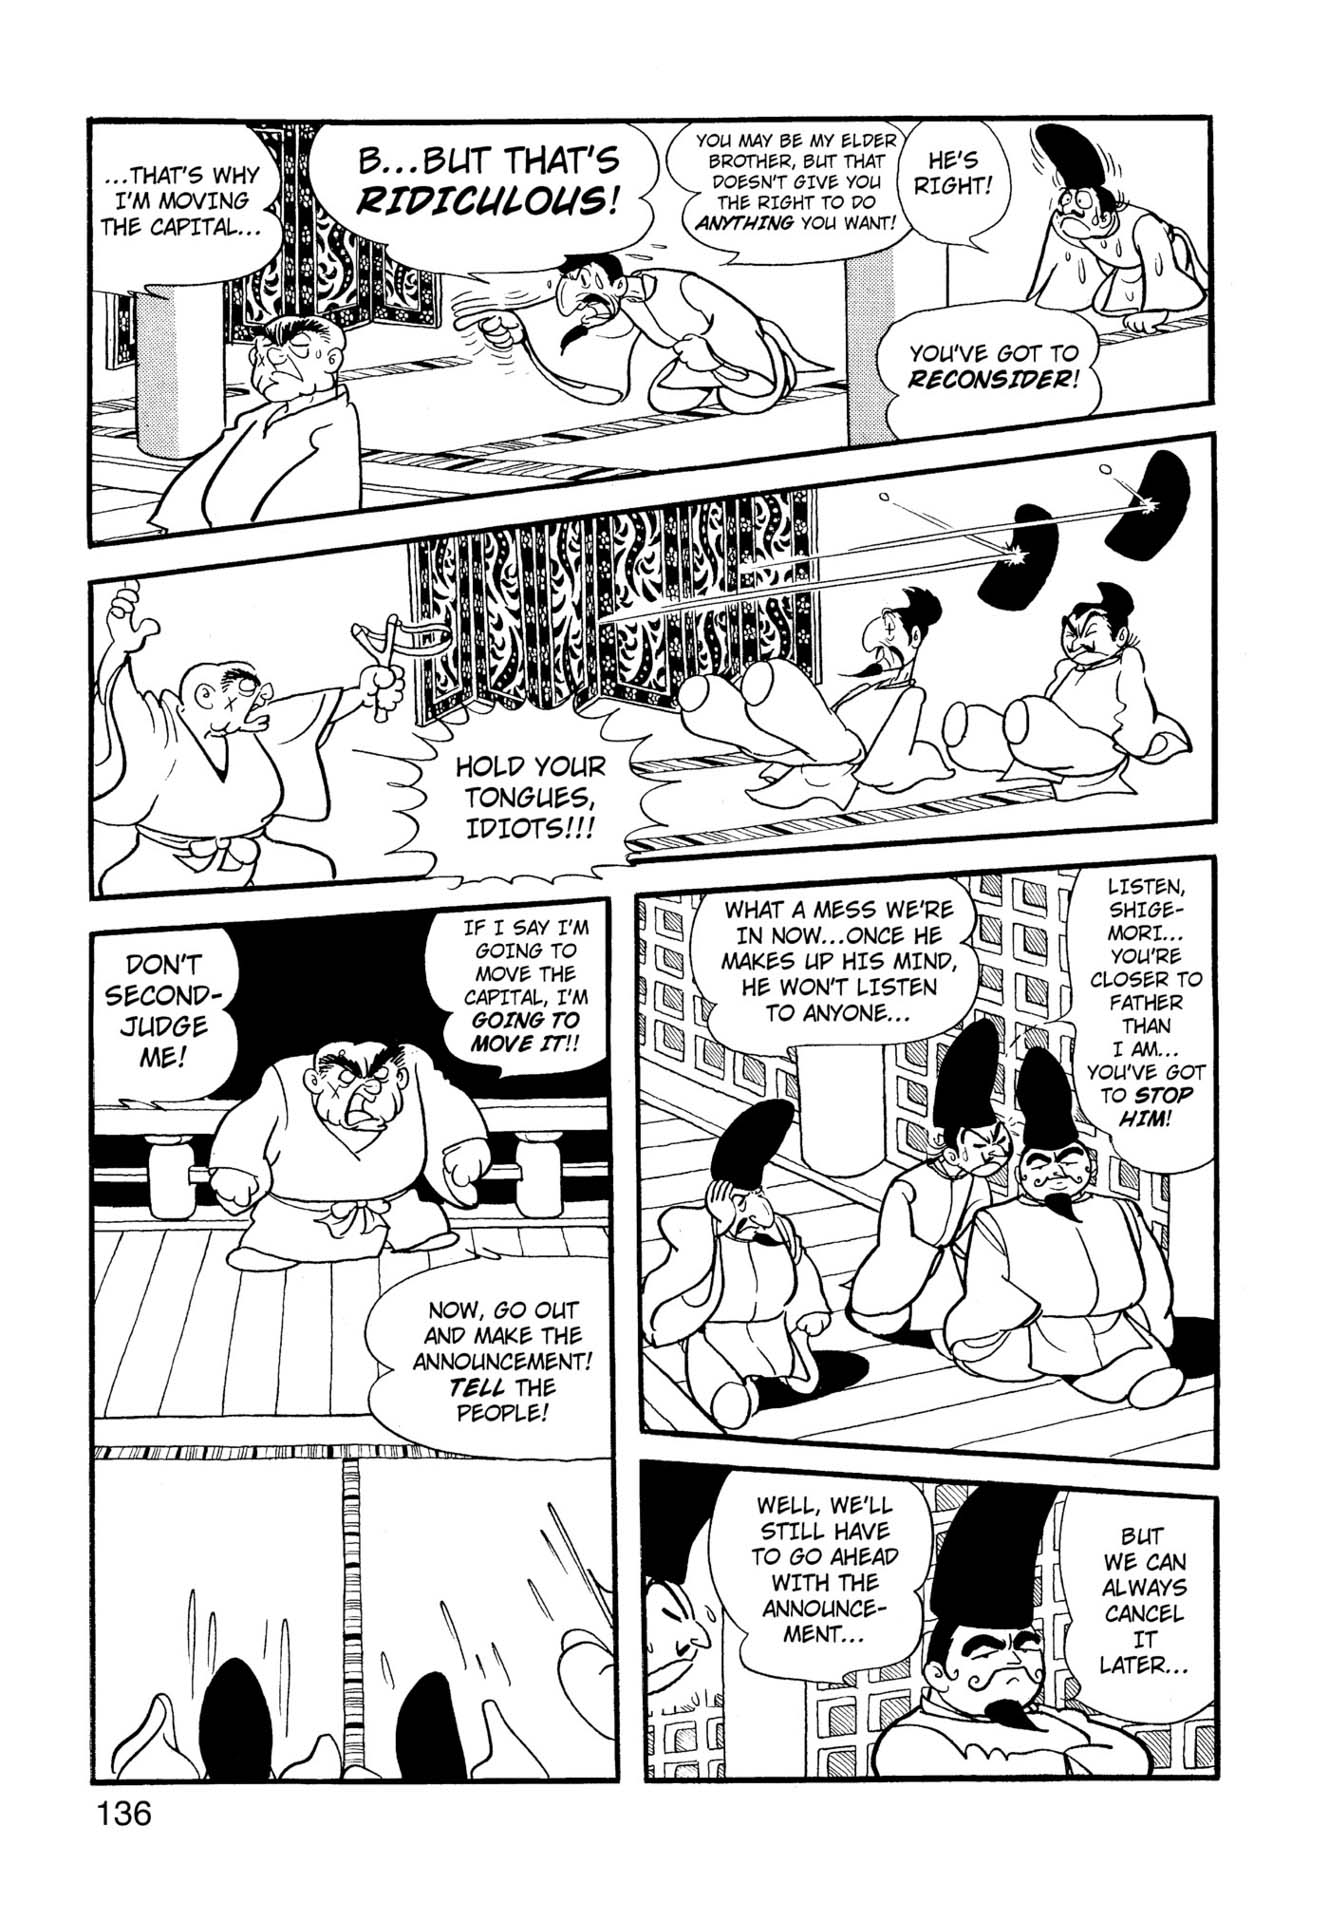 ...THAT'S WHY
I'M MOVING
THE CAPITAL...
B...BUT THAT'S
RIDICULOUS!
YOU MAY BE MY ELDER
BROTHER, BUT THAT
DOESN'T GIVE YOU
THE RIGHT TO DO
ANYTHING YOU WANT!
HE'S
RIGHT!
YOU'VE GOT TO
RECONSIDER!
HOLD YOUR
TONGUES,
IDIOTS!!!
DON'T
SECOND-
JUDGE
ME!
IF I SAY I'M
GOING TO
MOVE THE
CAPITAL, I'M
GOING TO
MOVE IT!!
NOW, GO OUT
AND MAKE THE
ANNOUNCEMENT!
TELL THE
PEOPLE!
WHAT A MESS WE'RE
IN NOW...ONCE HE
MAKES UP HIS MIND,
HE WON'T LISTEN
TO ANYONE...
LISTEN,
SHIGE-
MORI...
YOU'RE
CLOSER TO
FATHER
THAN
I AM...
YOU'VE GOT
TO STOP
HIM!
WELL, WE'LL
STILL HAVE
TO GO AHEAD
WITH THE
ANNOUNCE-
MENT...
BUT
WE CAN
ALWAYS
CANCEL
IT
LATER...
136